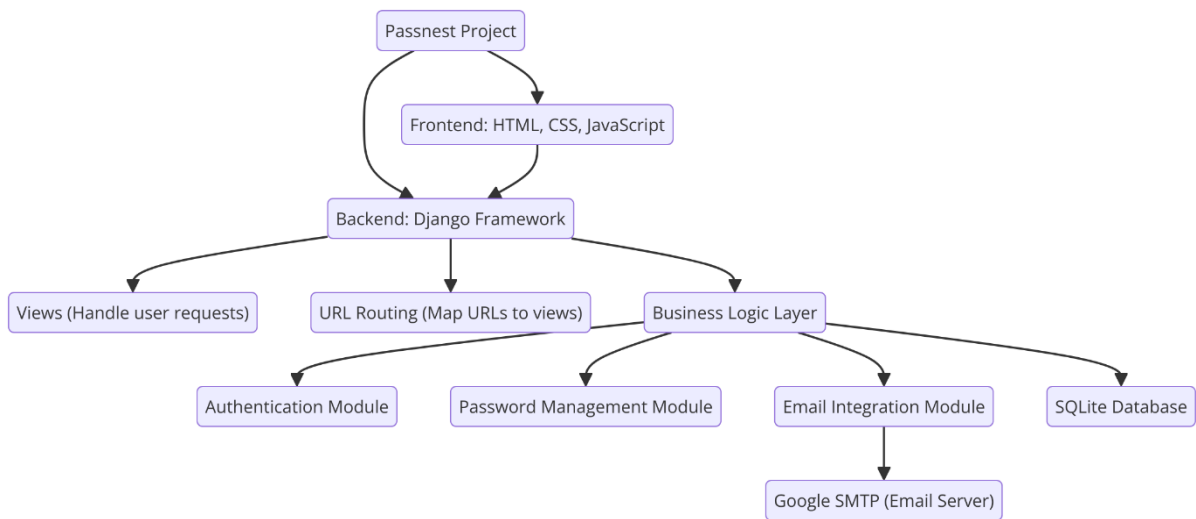 Passnest Project
Frontend: HTML, CSS, JavaScript
Backend: Django Framework
Views (Handle user requests)
URL Routing (Map URLs to views)
Business Logic Layer
Authentication Module
Password Management Module
Email Integration Module
SQLite Database
Google SMTP (Email Server)